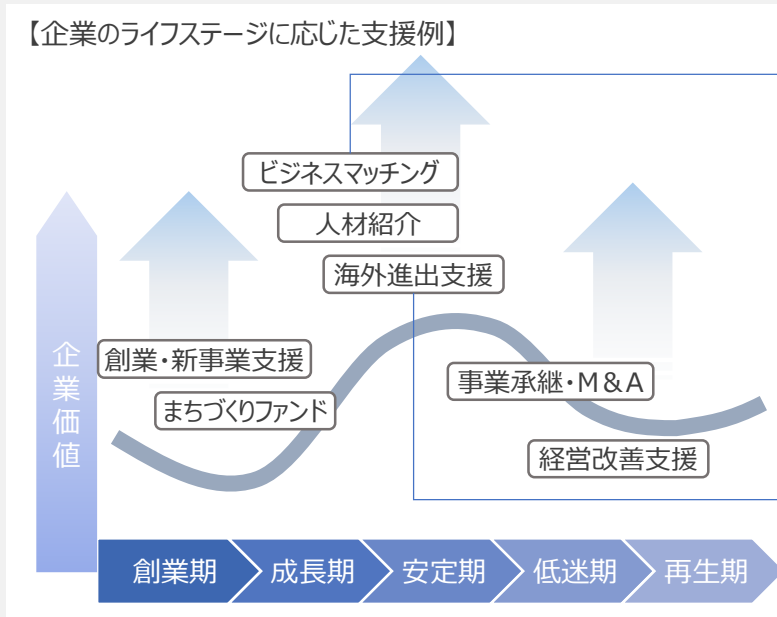 【企業のライフステージに応じた支援例】
ビジネスマッチング
人材紹介
海外進出支援
企業価値
創業・新事業支援
まちづくりファンド
事業承継・M&A
経営改善支援
創業期
成長期
安定期
低迷期
再生期